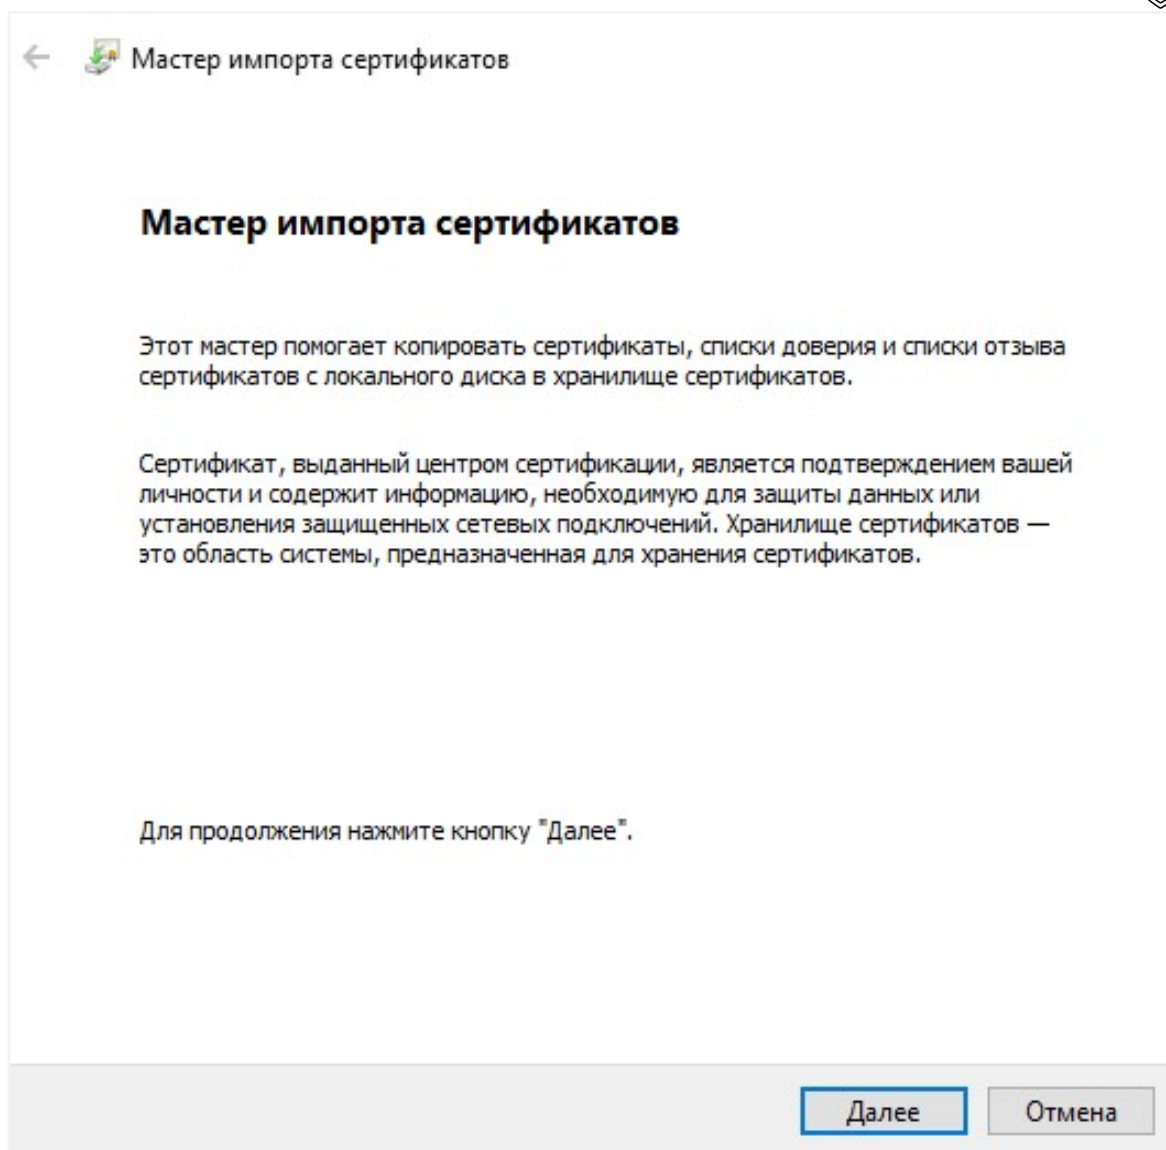 Мастер импорта сертификатов
Мастер импорта сертификатов
Этот мастер помогает копировать сертификаты, списки доверия и списки отзыва
сертификатов с локального диска в хранилище сертификатов.
Сертификат, выданный центром сертификации, является подтверждением вашей
личности и содержит информацию, необходимую для защиты данных или
установления защищенных сетевых подключений. Хранилище сертификатов —
это область системы, предназначенная для хранения сертификатов.
Для продолжения нажмите кнопку "Далее".
Далее
Отмена